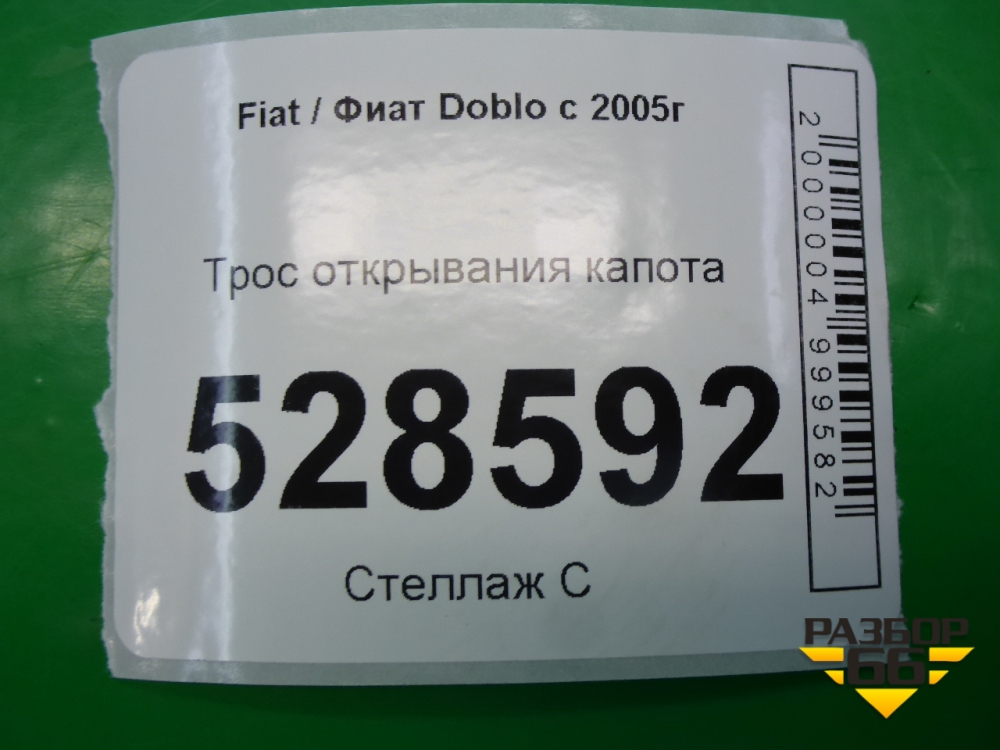 Fiat / Фиат Doblo с 2005г
Трос открывания капота
528592
Стеллаж С
2000004999582
РАЗБОР
66